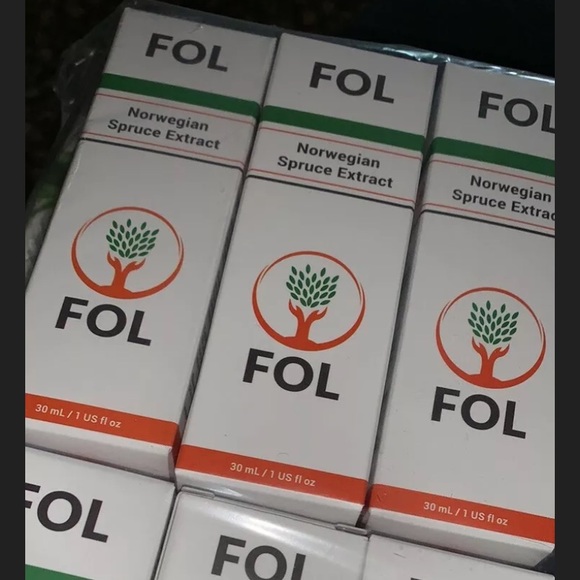 FOL
Norwegian
Spruce Extract
FOL
30 mL / 1 US fl oz
FOL
Norwegian
Spruce Extract
FOL
30 mL / 1 US fl oz
FOL
Norwegian
Spruce Extrac
FOL
30 mL / 1 US fl oz
FOL
FOL